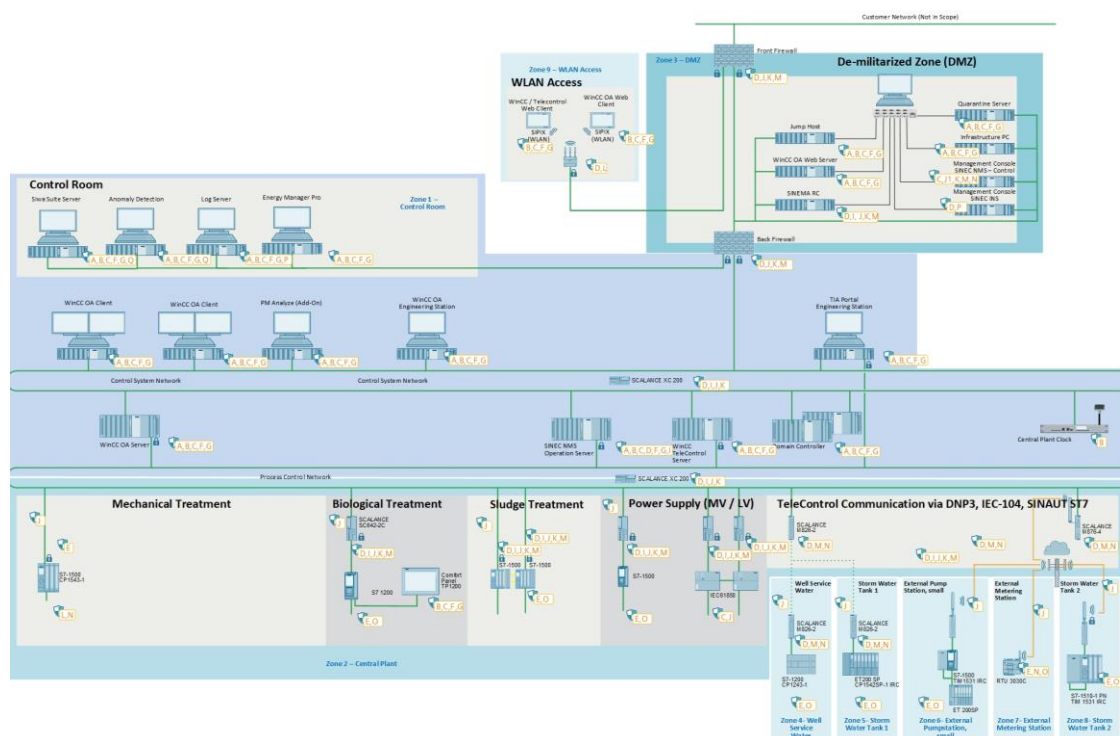 Customer Network (Not in Scope)
Front Firewall
D,I,K,M
Zone 9 – WLAN Access
WLAN Access
WinCC / Telecontrol
Web Client
WinCC OA Web
Client
SIPIX
(WLAN)
SIPIX
(WLAN)
B,C,F,G
B,C,F,G
D,L
Zone 3 – DMZ
De-militarized Zone (DMZ)
Jump Host
A,B,C,F,G
WinCC OA Web Server
A,B,C,F,G
SINEMA RC
D,I,J,K,M
Quarantine Server
A,B,C,F,G
Infrastructure PC
A,B,C,F,G
Management Console
SINEC NMS – Control
Management Console
SINEC INS
D,P
Back Firewall
D,I,K,M
Control Room
Zone 1 –
Control Room
Siwa Suite Server
A,B,C,F,G,Q
Anomaly Detection
A,B,C,F,G,Q
Log Server
A,B,C,F,G,P
Energy Manager Pro
A,B,C,F,G
WinCC OA Client
A,B,C,F,G
WinCC OA Client
A,B,C,F,G
PM Analyze (Add-On)
A,B,C,F,G
WinCC OA
Engineering Station
A,B,C,F,G
TIA Portal
Engineering Station
A,B,C,F,G
Control System Network
Control System Network
SCALANCE XC 200
D,I,J,K
WinCC OA Server
A,B,C,F,G
SINEC NMS
Operation Server
A,B,C,D,F,G,I
WinCC
TeleControl
Server
A,B,C,F,G
Domain Controller
A,B,C,F,G
Central Plant Clock
B
Process Control Network
SCALANCE XC 200
D,I,J,K
Mechanical Treatment
J
E
S7-1500
CP1543-1
L,N
Biological Treatment
J
SCALANCE
SC642-2C
D,I,J,K,M
S7 1200
Comfort
Panel
TP1200
B,C,F,G
E,O
Sludge Treatment
J
D,I,J,K,M
D,I,J,K,M
S7-1500
S7-1500
E,O
Power Supply (MV / LV)
J
D,I,J,K,M
S7-1500
D,I,J,K,M
D,I,J,K,M
IEC61850
C,J
Zone 2 – Central Plant
TeleControl Communication via DNP3, IEC-104, SINAUT ST7
SCALANCE
M826-2
D,M,N
D,I,J,K,M
D,M,N
SCALANCE
M876-4
D,M,N
Well Service
Water
J
SCALANCE
M826-2
D,M,N
S7-1200
CP1243-1
E,O
Zone 4- Well
Service
Water
Storm Water
Tank 1
J
SCALANCE
M826-2
D,M,N
ET200 SP
CP1542SP-1 IRC
E,O
Zone 5- Storm
Water Tank 1
External Pump
Station, small
J
S7-1500
TIM 1531 IRC
ET 200SP
E,O
Zone 6- External
Pumpstation,
small
External
Metering
Station
J
RTU 3030C
E,N,O
Zone 7- External
Metering Station
Storm Water
Tank 2
J
S7-1510-1 PN
TIM 1531 IRC
E,O
Zone 8- Storm
Water Tank 2